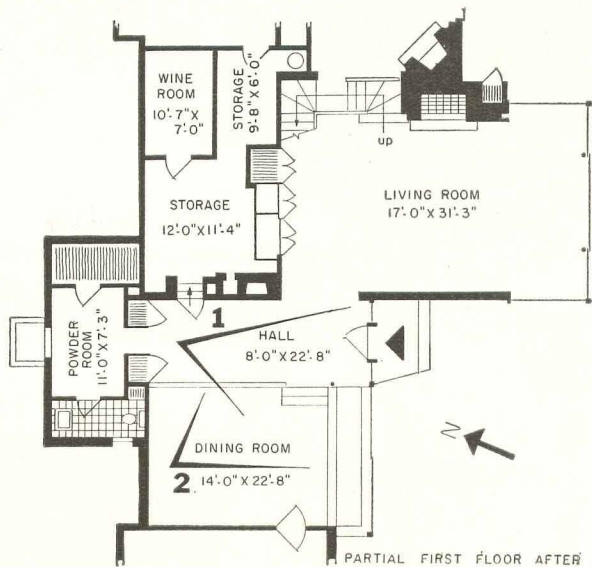 WINE
ROOM
10'-7"X
7'-0"
STORAGE
9'-8"X6'-0"
up
LIVING ROOM
17'-0"X31'-3"
STORAGE
12'-0"X11'-4"
POWDER
ROOM
11'-0"X7'-3"
1
HALL
8'-0"X22'-8"
N
DINING ROOM
2. 14'-0"X22'-8"
PARTIAL FIRST FLOOR AFTER